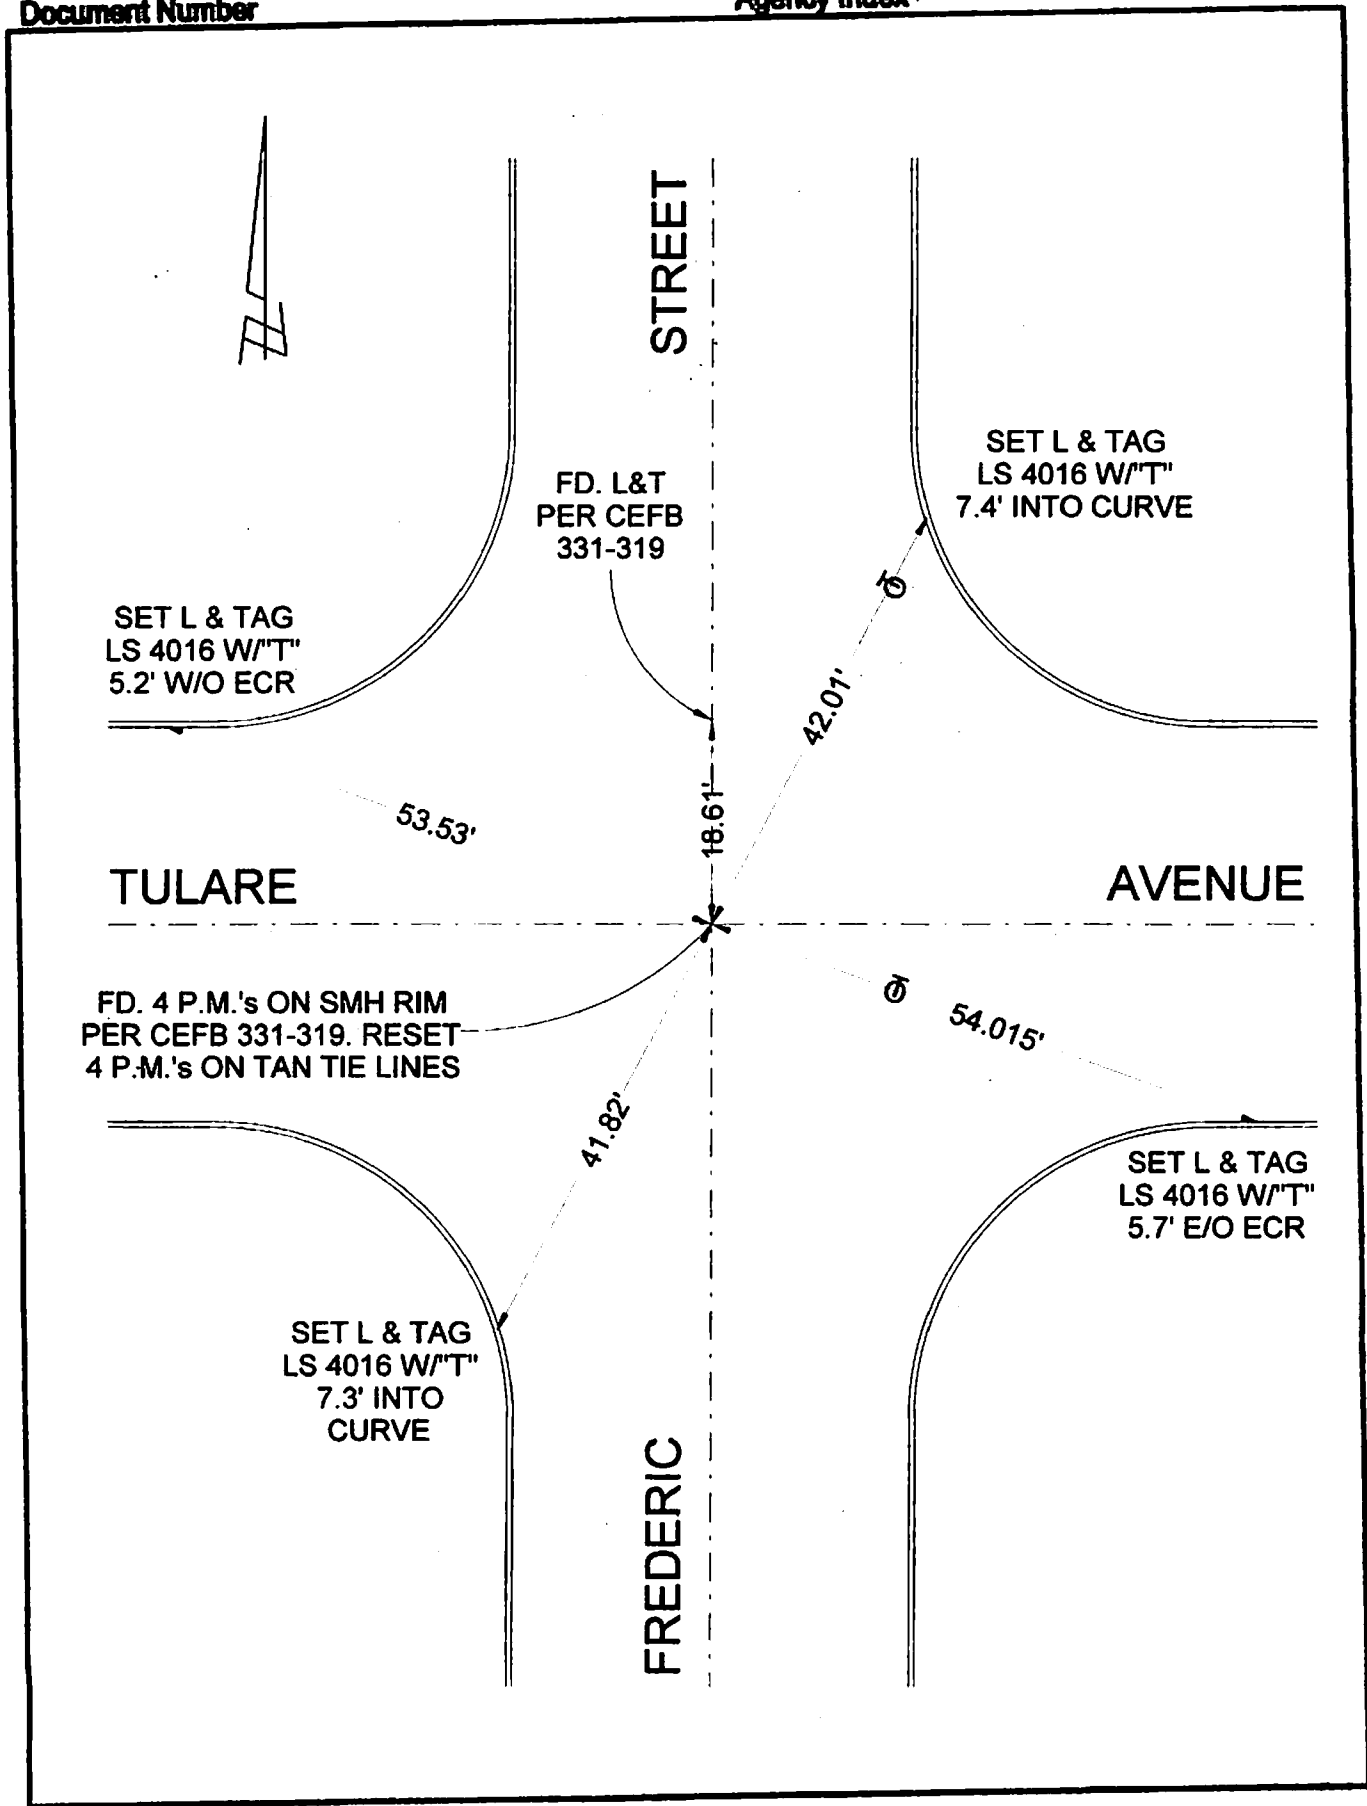 Document Number
Agency Index
STREET
SET L & TAG
LS 4016 W/"T"
7.4' INTO CURVE
FD. L&T
PER CEFB
331-319
SET L & TAG
LS 4016 W/"T"
5.2' W/O ECR
42.01'
18.61'
53.53'
TULARE
AVENUE
FD. 4 P.M.'s ON SMH RIM
PER CEFB 331-319. RESET
4 P.M.'s ON TAN TIE LINES
54.015'
41.82'
SET L & TAG
LS 4016 W/"T"
5.7' E/O ECR
SET L & TAG
LS 4016 W/"T"
7.3' INTO
CURVE
FREDERIC